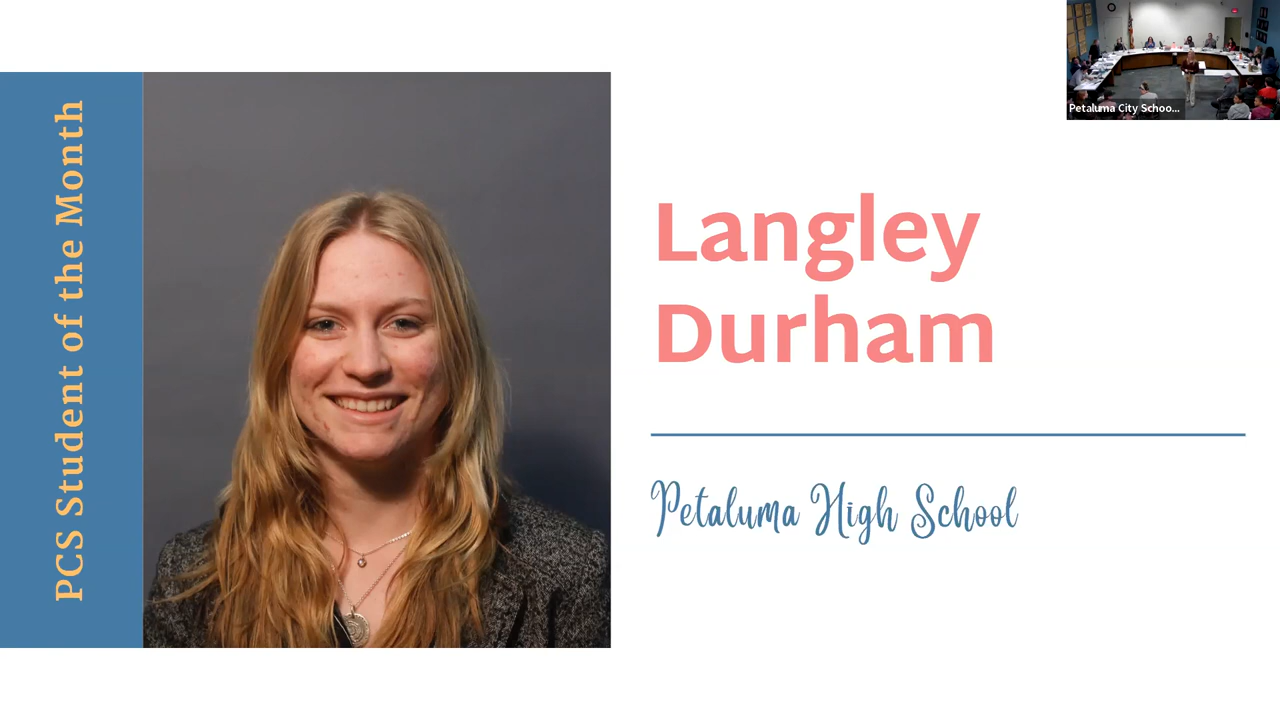 PCS Student of the Month
Langley
Durham
Petaluma High School
Petaluma City Schoo...